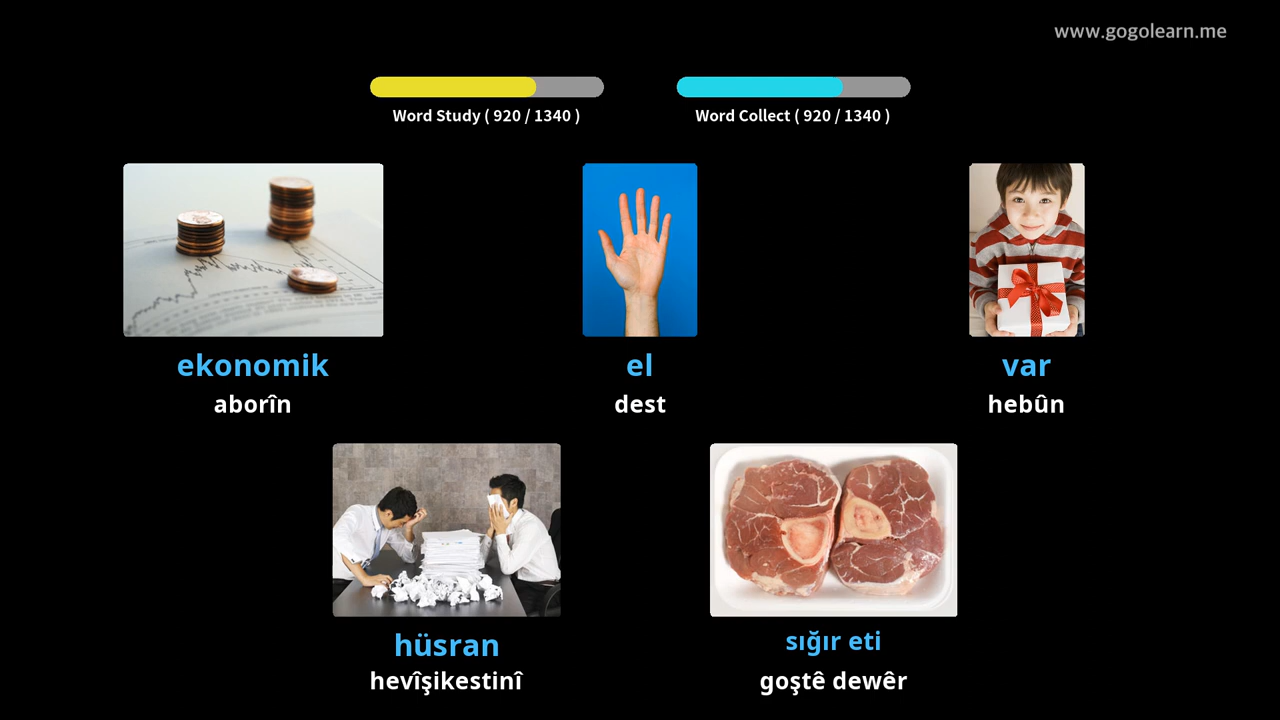 www.gogolearn.me
Word Study ( 920 / 1340 )
Word Collect ( 920 / 1340 )
ekonomik
aborîn
el
dest
var
hebûn
hüsran
hevîşikestinî
sığır eti
goştê dewêr